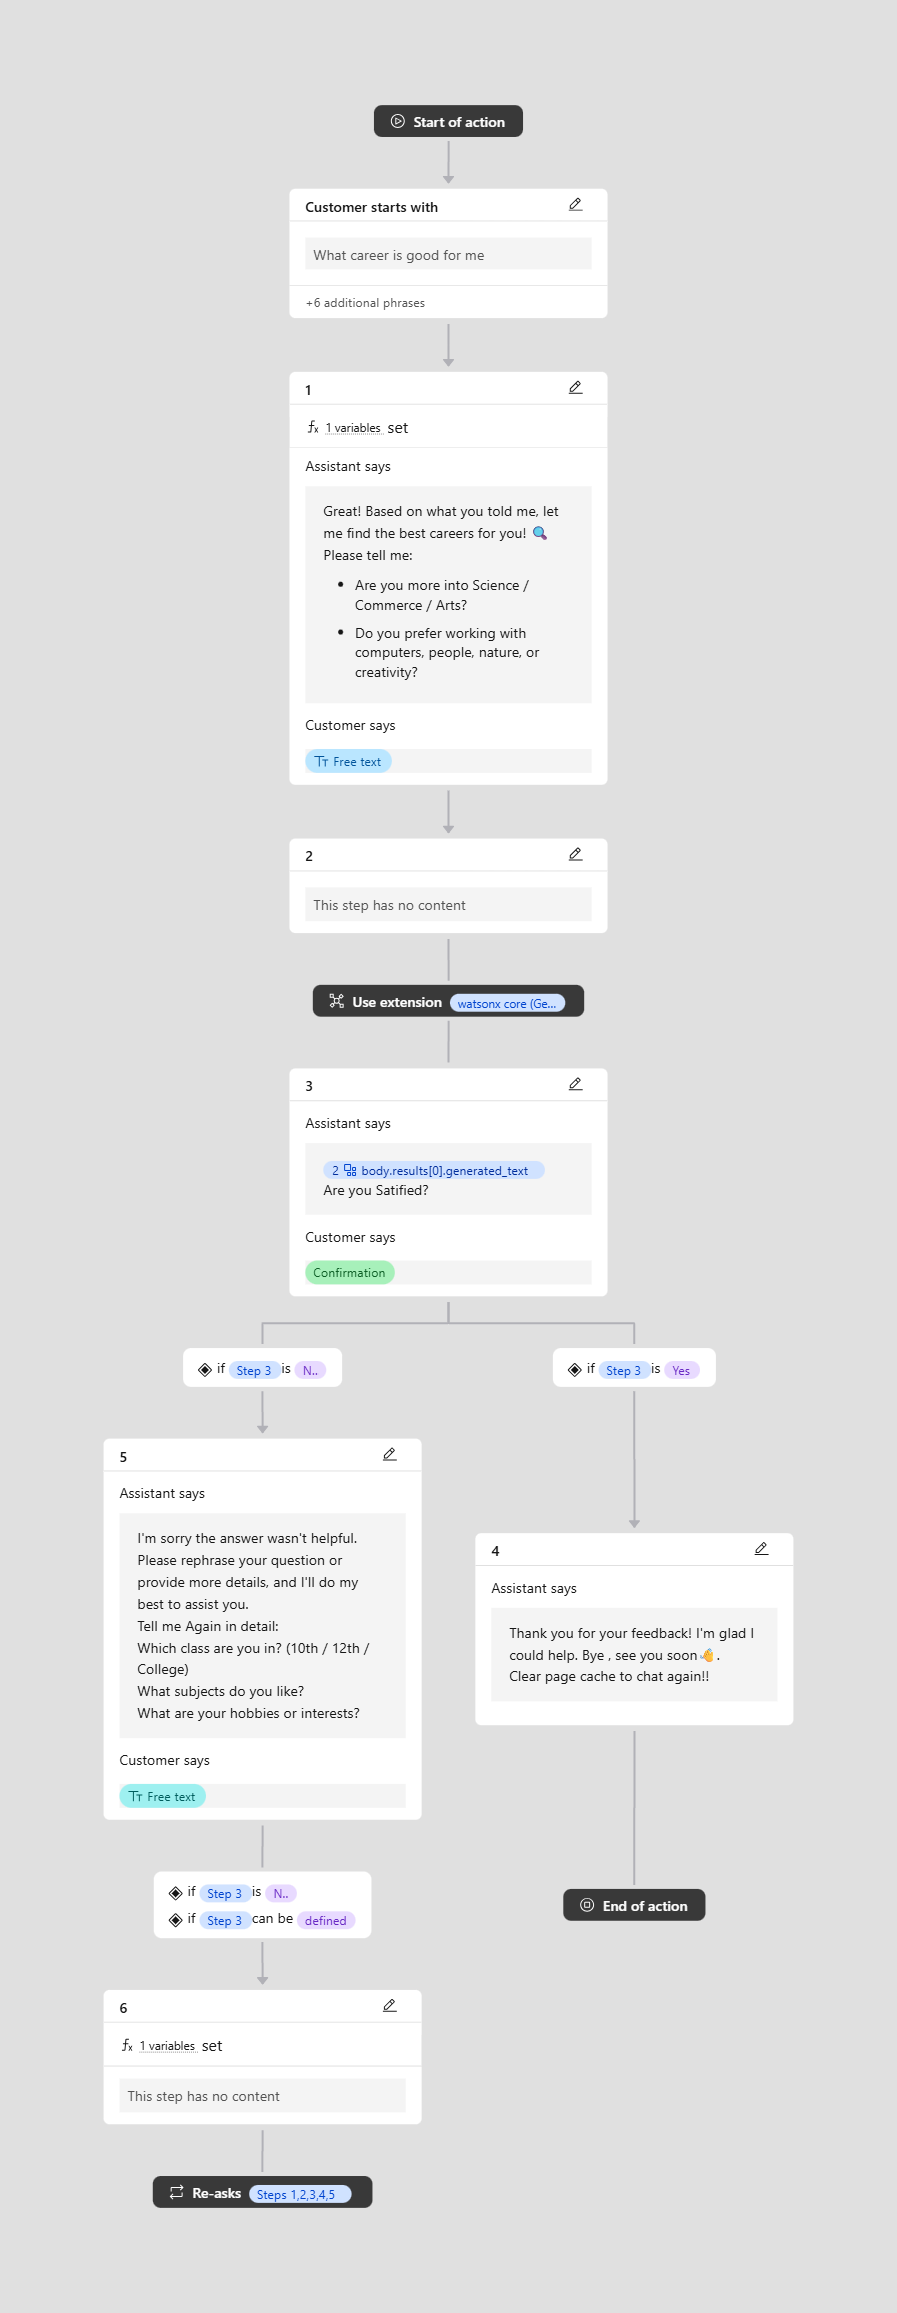 Start of action
Customer starts with
What career is good for me
+6 additional phrases
1
fx 1 variables set
Assistant says
Great! Based on what you told me, let
me find the best careers for you! 🔍
Please tell me:
• Are you more into Science /
Commerce / Arts?
• Do you prefer working with
computers, people, nature, or
creativity?
Customer says
Free text
2
This step has no content
Use extension watsonx core (Ge...
3
Assistant says
2 body.results[0].generated_text
Are you Satified?
Customer says
Confirmation
if Step 3 is N..
if Step 3 is Yes
5
Assistant says
I'm sorry the answer wasn't helpful.
Please rephrase your question or
provide more details, and I'll do my
best to assist you.
Tell me Again in detail:
Which class are you in? (10th / 12th /
College)
What subjects do you like?
What are your hobbies or interests?
Customer says
Free text
4
Assistant says
Thank you for your feedback! I'm glad I
could help. Bye , see you soon👋.
Clear page cache to chat again!!
if Step 3 is N..
if Step 3 can be defined
End of action
6
fx 1 variables set
This step has no content
Re-asks Steps 1,2,3,4,5